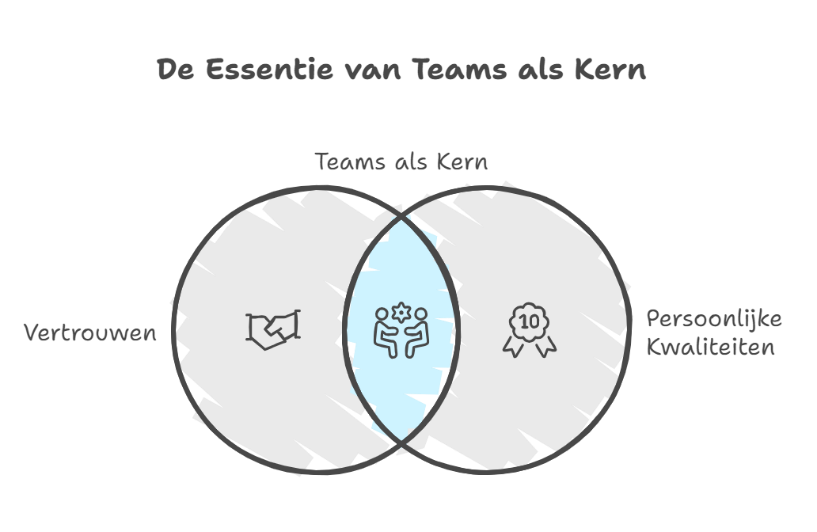 De Essentie van Teams als Kern
Teams als Kern
Vertrouwen
10
Persoonlijke
Kwaliteiten